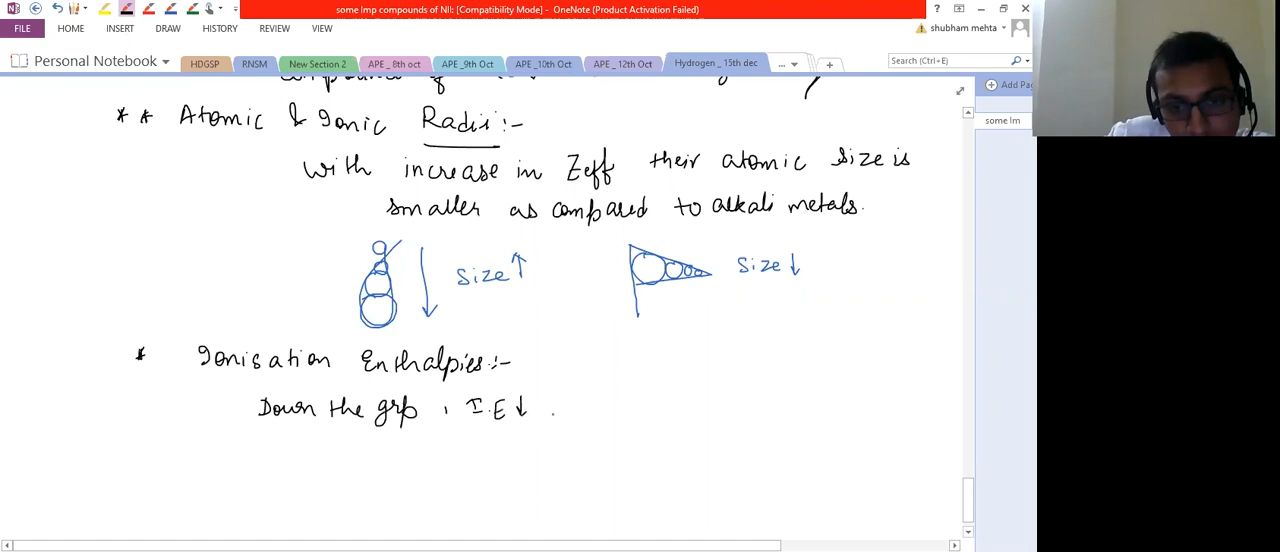 some Imp compounds of NII: [Compatibility Mode] - OneNote (Product Activation Failed)
FILE HOME INSERT DRAW HISTORY REVIEW VIEW shubham mehta
Personal Notebook HDGSP RNSM New Section 2 APE _ 8th oct APE _9th Oct APE _10th Oct APE _ 12th Oct Hydrogen _ 15th dec ... Search (Ctrl+E)
Add Pag
some Im
** Atomic & Ionic Radii :-
With increase in Zeff their atomic size is
smaller as compared to alkali metals.
Size ↑ Size ↓
* Ionisation Enthalpies :-
Down the grp , I.E ↓ .